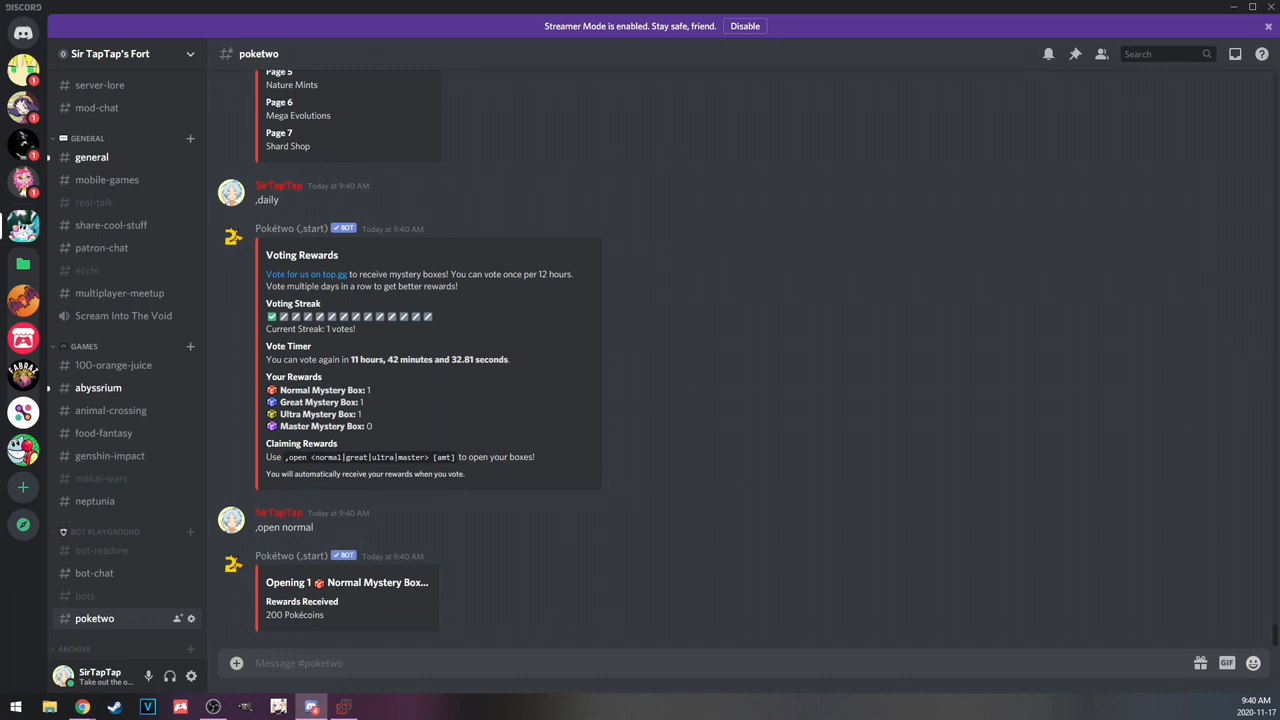 DISCORD
Streamer Mode is enabled. Stay safe, friend.
Disable
Sir TapTap's Fort
poketwo
Search
server-lore
mod-chat
GENERAL
general
mobile-games
real-talk
share-cool-stuff
patron-chat
ecchi
multiplayer-meetup
Scream Into The Void
GAMES
100-orange-juice
abyssrium
animal-crossing
food-fantasy
genshin-impact
makai-wars
neptunia
BOT PLAYGROUND
bot-readme
bot-chat
bots
poketwo
ARCHIVE
SirTapTap
Take out the o...
1
1
1
1
FABRAZ
Page 5
Nature Mints
Page 6
Mega Evolutions
Page 7
Shard Shop
SirTapTap Today at 9:40 AM
,daily
Pokétwo (,start) ✓ BOT Today at 9:40 AM
Voting Rewards
Vote for us on top.gg to receive mystery boxes! You can vote once per 12 hours.
Vote multiple days in a row to get better rewards!
Voting Streak
Current Streak: 1 votes!
Vote Timer
You can vote again in 11 hours, 42 minutes and 32.81 seconds.
Your Rewards
Normal Mystery Box: 1
Great Mystery Box: 1
Ultra Mystery Box: 1
Master Mystery Box: 0
Claiming Rewards
Use ,open <normal|great|ultra|master> [amt] to open your boxes!
You will automatically receive your rewards when you vote.
SirTapTap Today at 9:40 AM
,open normal
Pokétwo (,start) ✓ BOT Today at 9:40 AM
Opening 1 Normal Mystery Box...
Rewards Received
200 Pokécoins
Message #poketwo
GIF
4
9:40 AM
2020-11-17